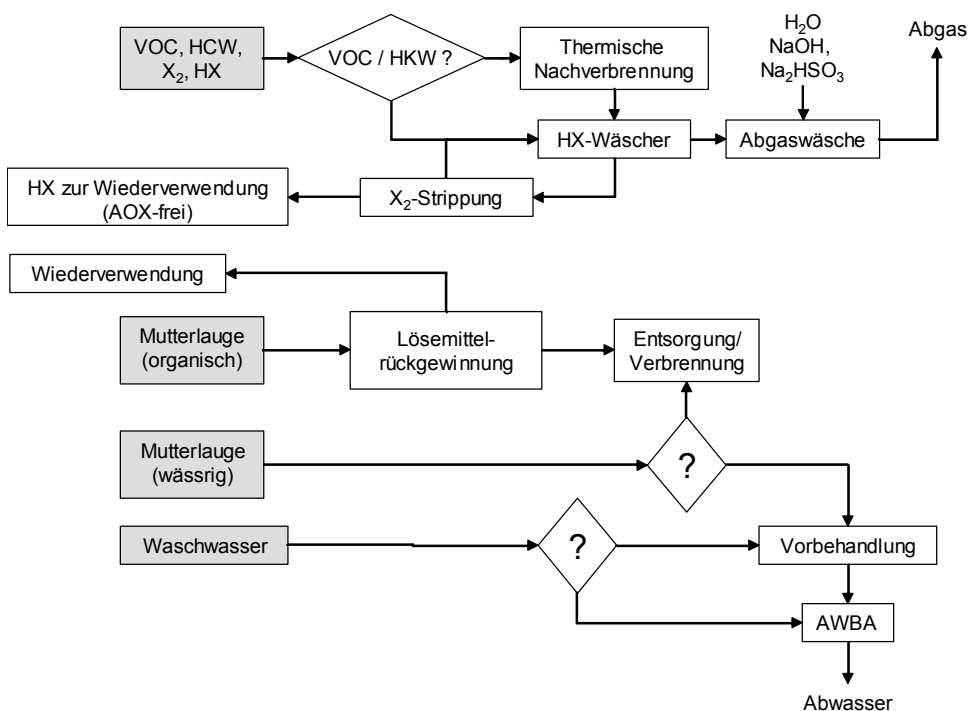 VOC, HCW,
X₂, HX
VOC / HKW ?
Thermische
Nachverbrennung
H₂O
NaOH,
Na₂HSO₃
Abgas
HX-Wäscher
Abgaswäsche
HX zur Wiederverwendung
(AOX-frei)
X₂-Strippung
Wiederverwendung
Mutterlauge
(organisch)
Lösemittel-
rückgewinnung
Entsorgung/
Verbrennung
Mutterlauge
(wässrig)
?
Waschwasser
?
Vorbehandlung
AWBA
Abwasser